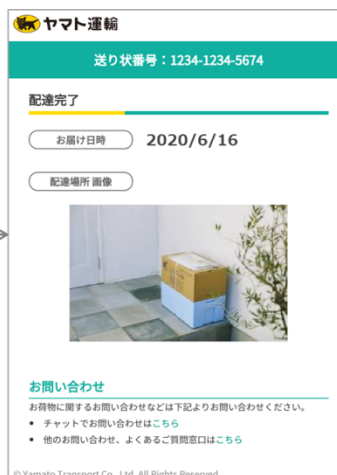 ヤマト運輸
送り状番号：1234-1234-5674
配達完了
お届け日時 2020/6/16
配達場所 画像
お問い合わせ
お荷物に関するお問い合わせなどは下記よりお問い合わせください。
● チャットでお問い合わせはこちら
● 他のお問い合わせ、よくあるご質問窓口はこちら
© Yamato Transport Co., Ltd. All Rights Reserved